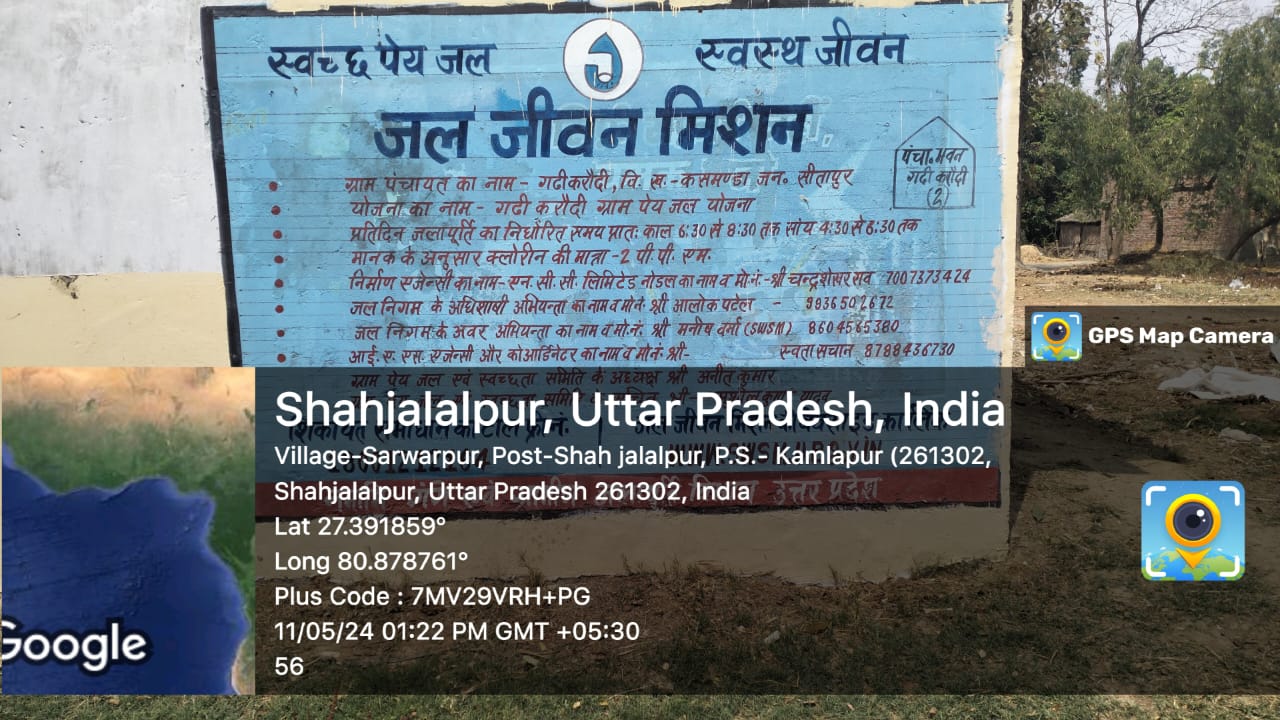 स्वच्छ पेय जल
स्वस्थ जीवन
जल जीवन मिशन
पंचा. भवन
गढी करौदी
(2)
ग्राम पंचायत का नाम - गढीकरौदी, वि. ख. - कसमण्डा जन. सीतापुर
योजना का नाम - गढी करौदी ग्राम पेय जल योजना
प्रतिदिन जलापूर्ति का निर्धारित समय प्रातः काल 6:30 से 8:30 तक सांय 4:30 से 6:30 तक
मानक के अनुसार क्लोरिन की मात्रा - 2 पी. पी. एम.
निर्माण एजेन्सी का नाम - एन. सी. सी. लिमिटेड नोडल का नाम व मो.नं. - श्री चन्द्रशेखर राव 7007373424
जल निगम के अधिसाषी अभियन्ता का नाम व मो.नं श्री आलोक पटेल - 9836502672
जल निगम के अवर अभियन्ता का नाम व मो.नं. श्री मनीष वर्मा (SWSM) 8604565380
आई. ए. एस. एजेन्सी और कोआर्डिनेटर का नाम व मो.नं. श्री - स्वेता सचान 8788436730
ग्राम पेय जल एवं स्वच्छता समिति के अध्यक्ष श्री अनीत कुमार
उत्तर प्रदेश
GPS Map Camera
Shahjalalpur, Uttar Pradesh, India
Village-Sarwarpur, Post-Shah jalalpur, P.S.- Kamlapur (261302,
Shahjalalpur, Uttar Pradesh 261302, India
Lat 27.391859°
Long 80.878761°
Plus Code : 7MV29VRH+PG
11/05/24 01:22 PM GMT +05:30
56
Google